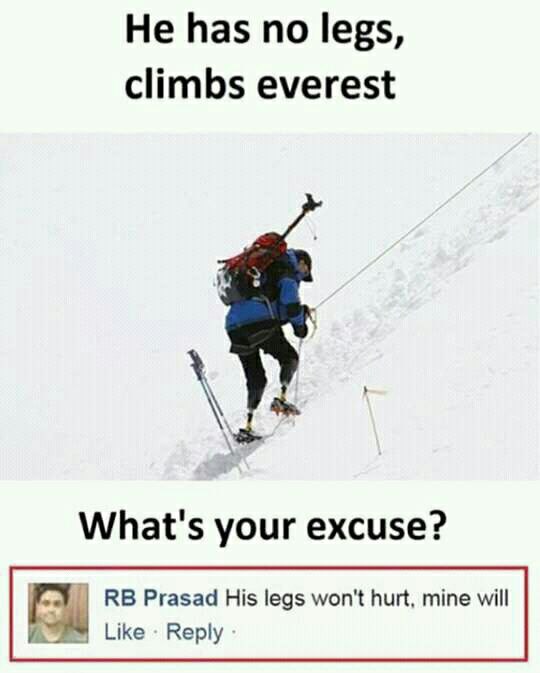 He has no legs,
climbs everest
What's your excuse?
RB Prasad His legs won't hurt, mine will
Like · Reply ·